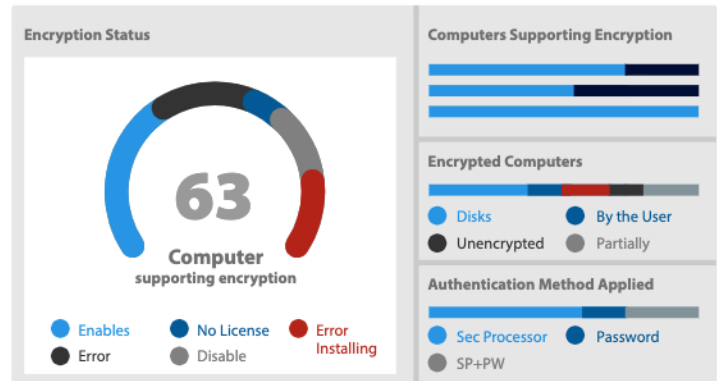 Encryption Status
63
Computer
supporting encryption
Enables
No License
Error
Installing
Error
Disable
Computers Supporting Encryption
Encrypted Computers
Disks
By the User
Unencrypted
Partially
Authentication Method Applied
Sec Processor
Password
SP+PW